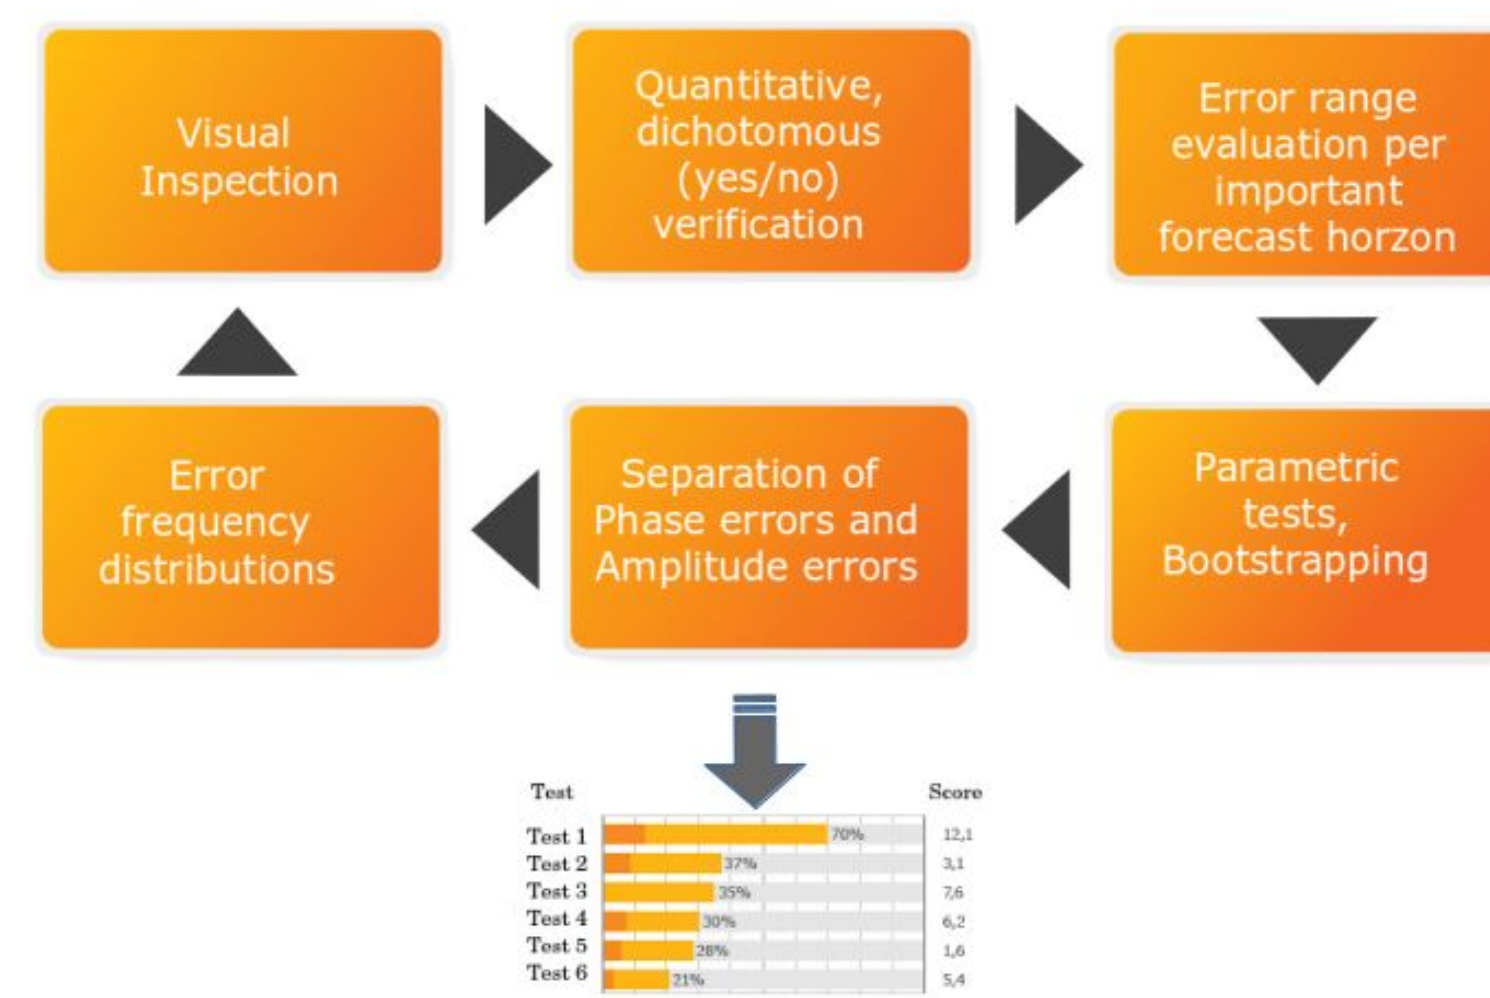 Visual
Inspection
Quantitative,
dichotomous
(yes/no)
verification
Error range
evaluation per
important
forecast horzon
Error
frequency
distributions
Separation of
Phase errors and
Amplitude errors
Parametric
tests,
Bootstrapping
Test Score
Test 1 70% 12,1
Test 2 37% 3,1
Test 3 35% 7,6
Test 4 30% 6,2
Test 5 28% 1,6
Test 6 21% 5,4